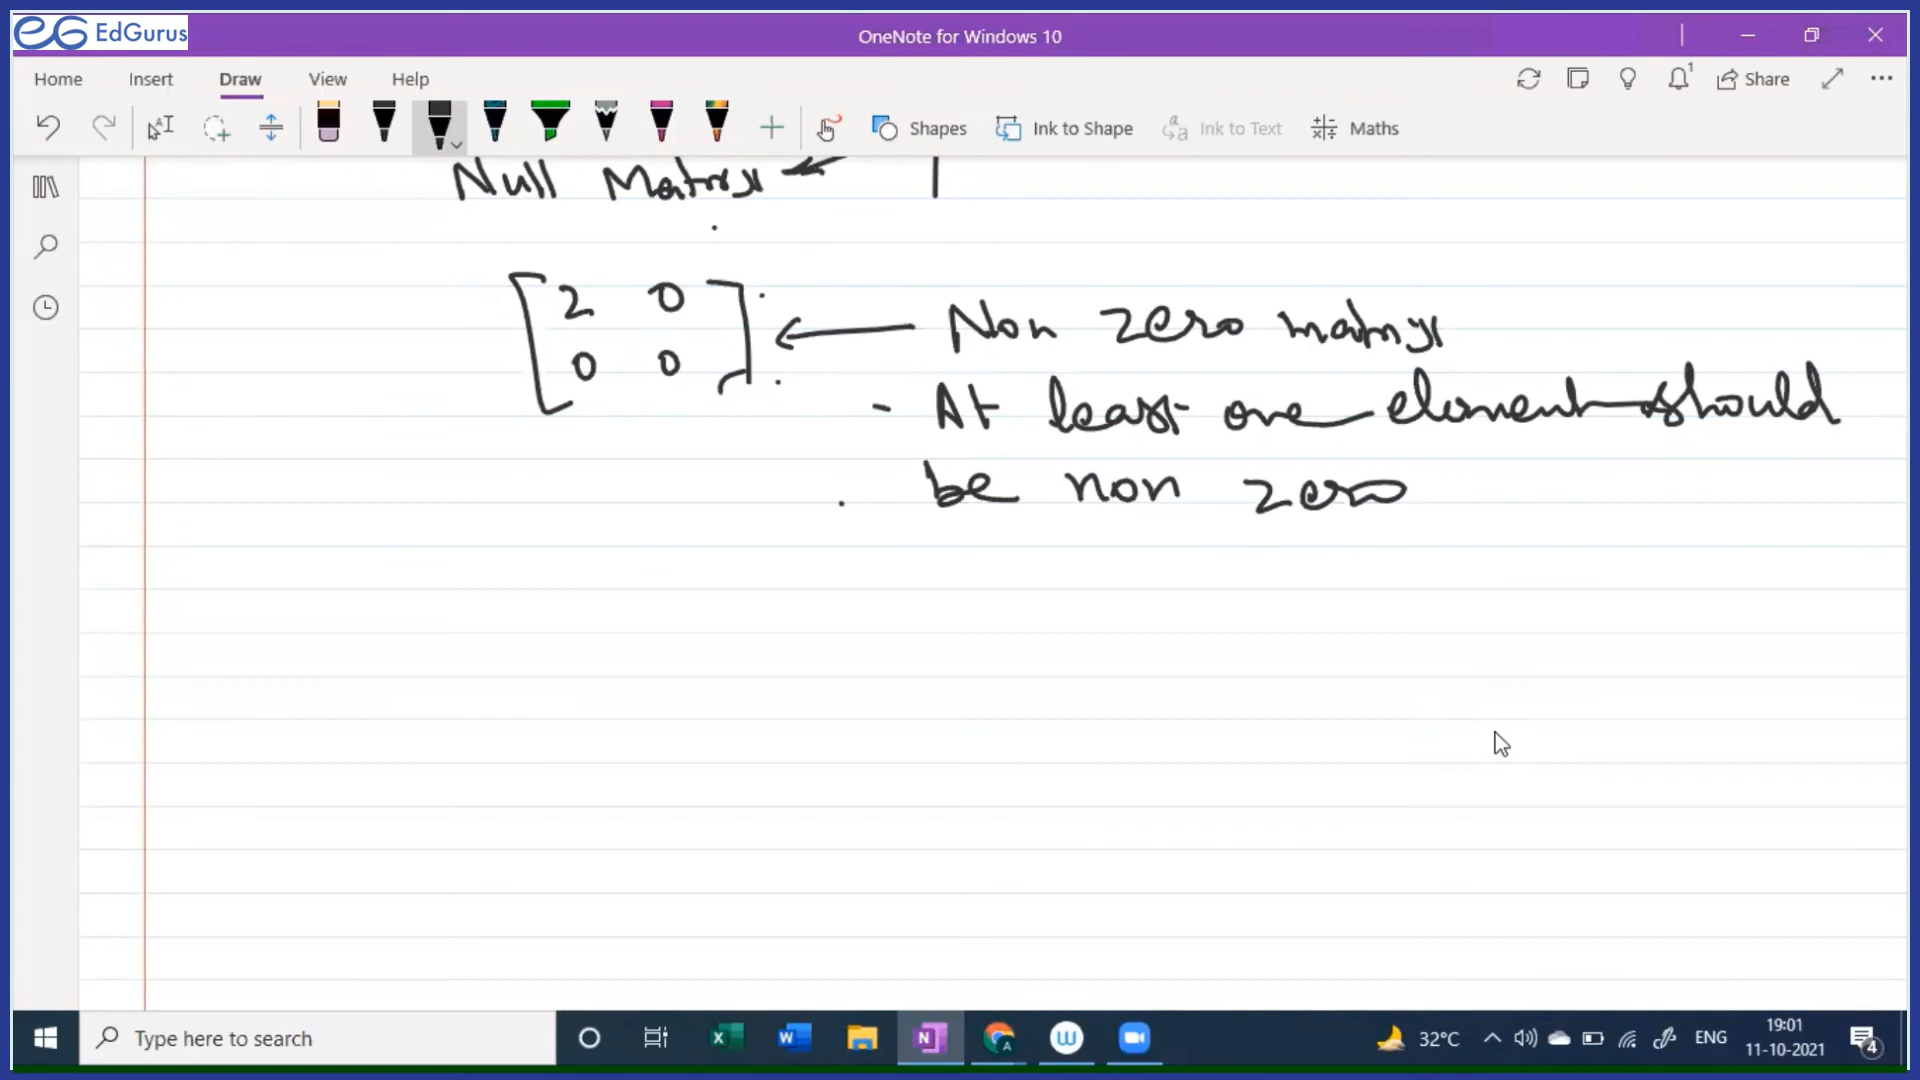 EdGurus
OneNote for Windows 10
Home Insert Draw View Help
Share
Shapes Ink to Shape Ink to Text Maths
Null Matrix
2 0
0 0
Non zero matrix
- At least one element should
be non zero
Type here to search
32°C
ENG
19:01
11-10-2021
4